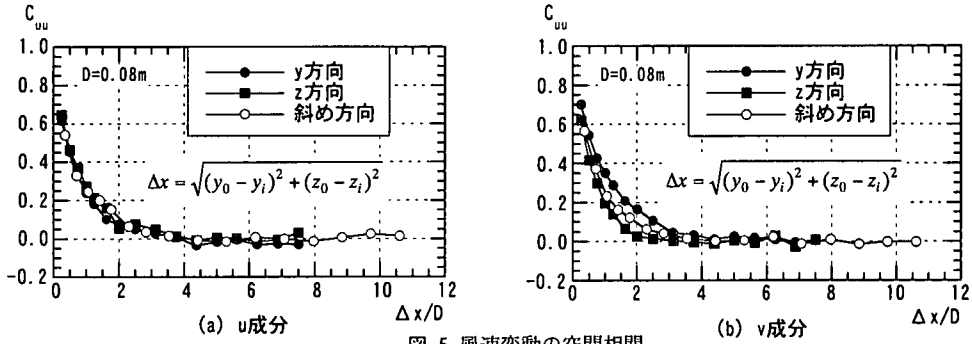 C_uu
1.0
0.8
0.6
0.4
0.2
0.0
-0.2
D=0.08m
y方向
z方向
斜め方向
Δx = √(y₀ − yᵢ)² + (z₀ − zᵢ)²
0 2 4 6 8 10 12
Δx/D
(a) u成分
C_uu
1.0
0.8
0.6
0.4
0.2
0.0
-0.2
D=0.08m
y方向
z方向
斜め方向
Δx = √(y₀ − yᵢ)² + (z₀ − zᵢ)²
0 2 4 6 8 10 12
Δx/D
(b) v成分
図 5 風速変動の空間相関